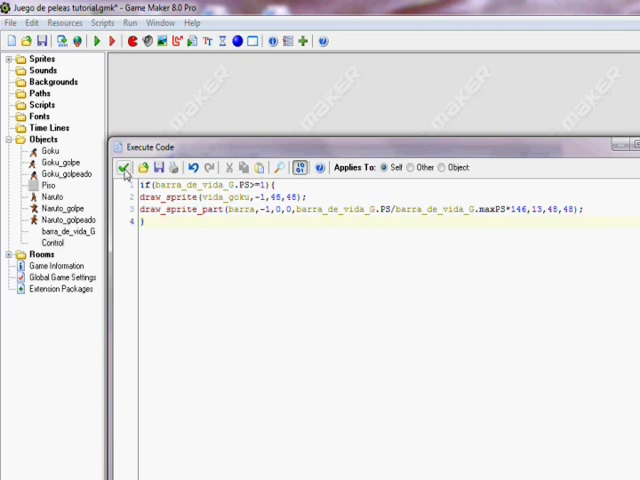 Juego de peleas tutorial.gmk* - Game Maker 8.0 Pro
File Edit Resources Scripts Run Window Help
Sprites
Sounds
Backgrounds
Paths
Scripts
Fonts
Time Lines
Objects
Goku
Goku_golpe
Goku_golpeado
Piso
Naruto
Naruto_golpe
Naruto_golpeado
barra_de_vida_G
Control
Rooms
Game Information
Global Game Settings
Extension Packages
maker
maker
maker
Execute Code
Applies To: Self Other Object
1 if(barra_de_vida_G.PS>=1){
2 draw_sprite(vida_goku,-1,48,48);
3 draw_sprite_part(barra,-1,0,0,barra_de_vida_G.PS/barra_de_vida_G.maxPS*146,13,48,48);
4 }